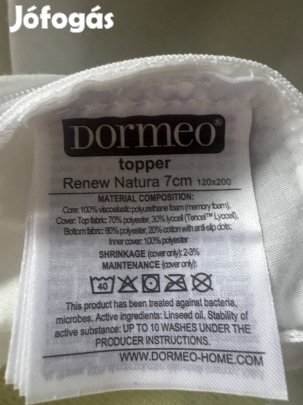 Jófogás
DORMEO®
topper
Renew Natura 7cm 120x200
MATERIAL COMPOSITION:
Core: 100% viscoelastic polyurethane foam (memory foam),
Cover: Top fabric: 70% polyester, 30% lyocell (Tencel™ Lyocell),
Bottom fabric: 80% polyester, 20% cotton with anti-slip dots;
Inner cover: 100% polyester
SHRINKAGE (cover only): 2-3%
MAINTENANCE (cover only):
40
This product has been treated against bacteria,
microbes. Active ingredients: Linseed oil. Stability of
active substance: UP TO 10 WASHES UNDER THE
PRODUCER INSTRUCTIONS.
WWW.DORMEO-HOME.COM